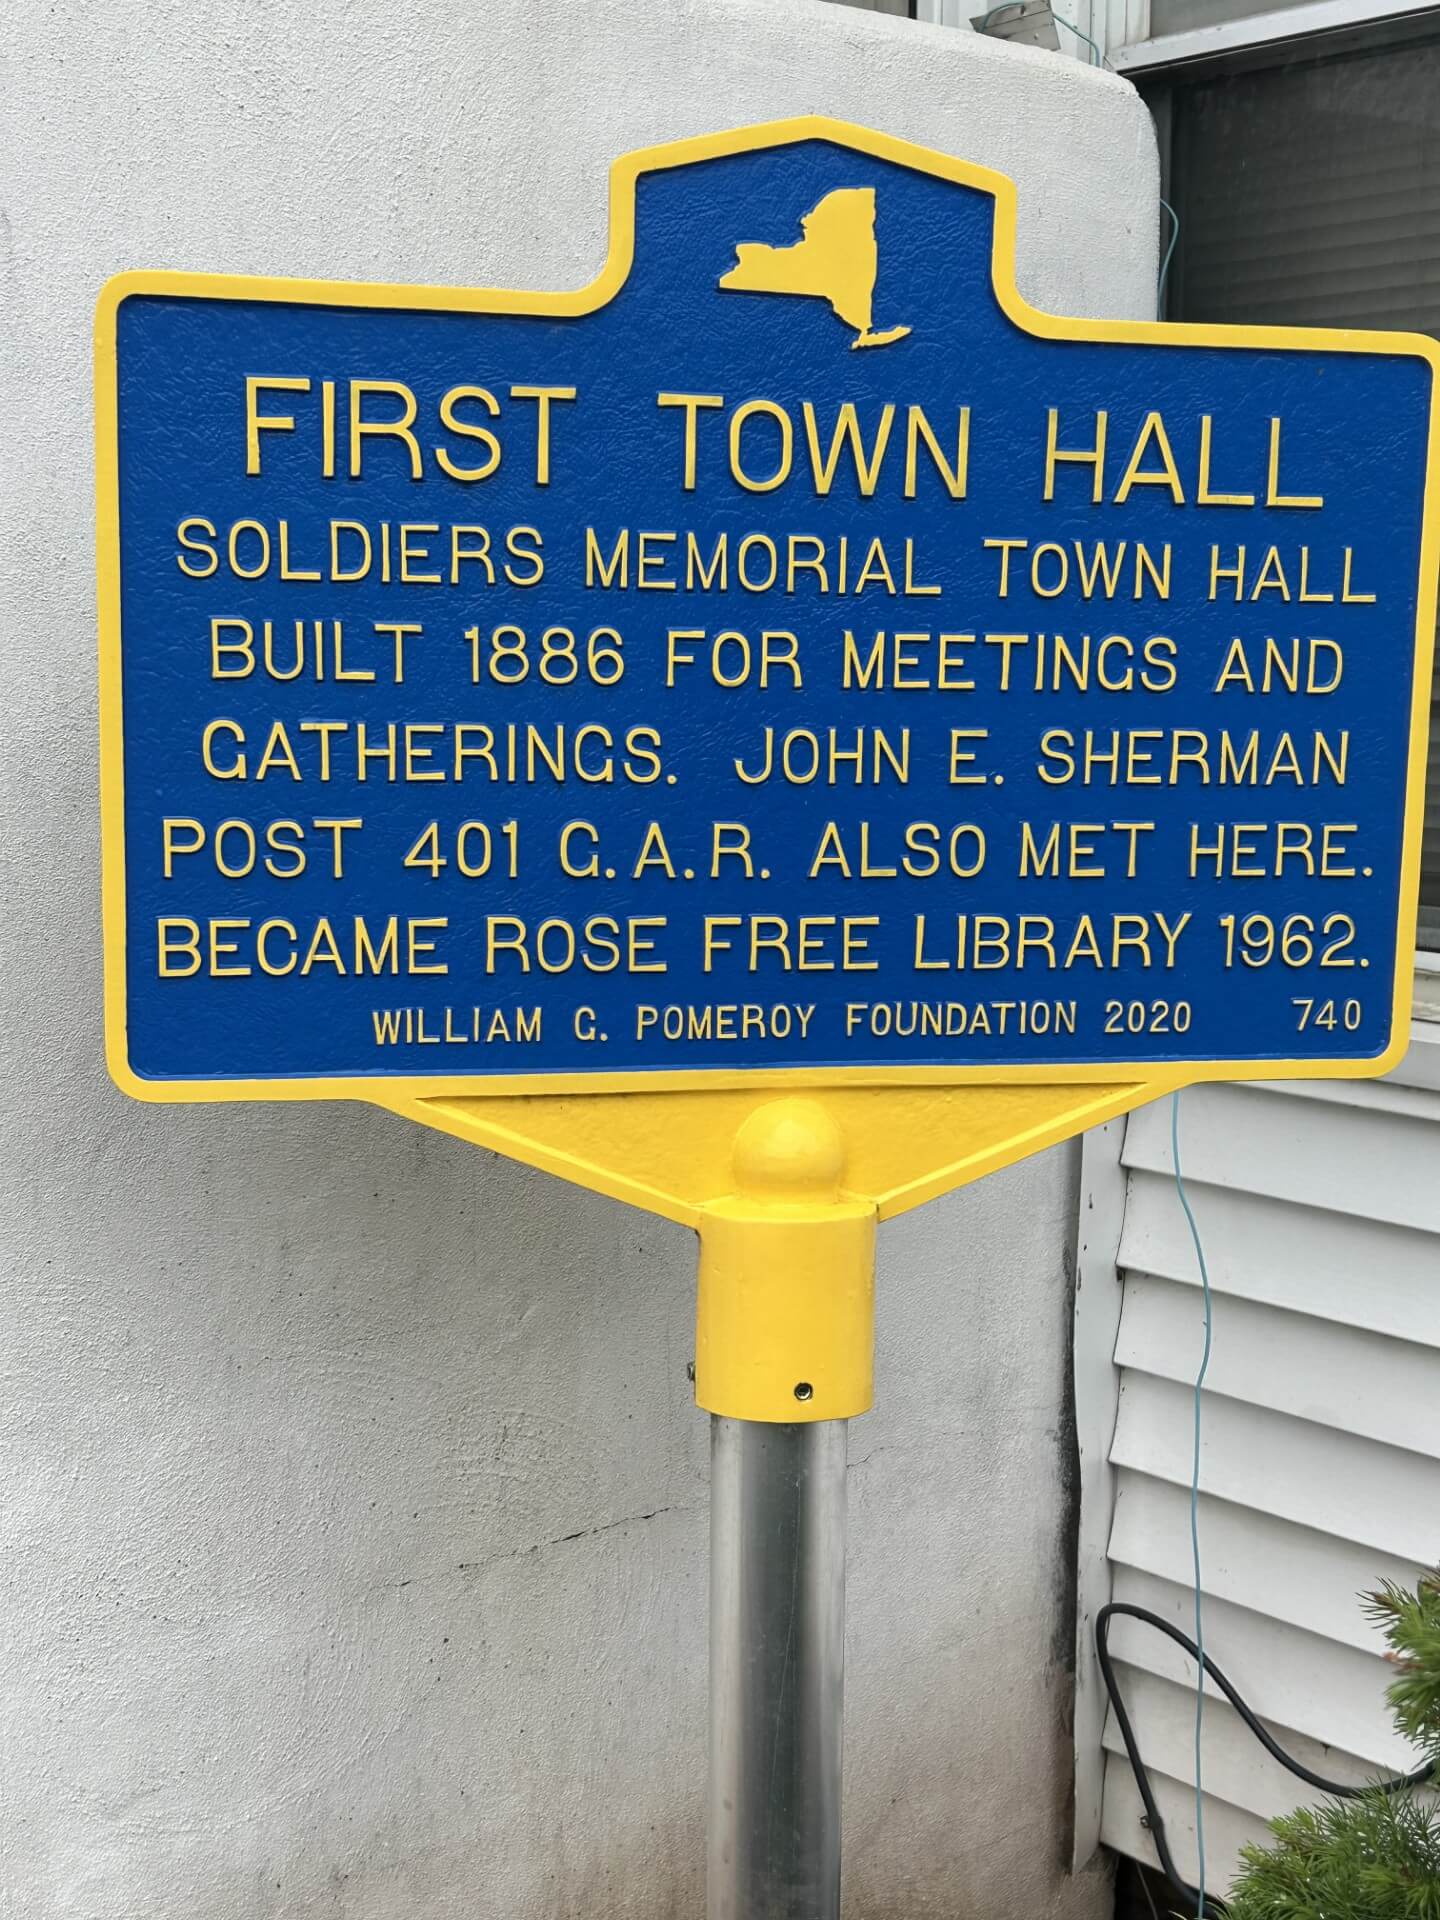 FIRST TOWN HALL
SOLDIERS MEMORIAL TOWN HALL
BUILT 1886 FOR MEETINGS AND
GATHERINGS. JOHN E. SHERMAN
POST 401 G.A.R. ALSO MET HERE.
BECAME ROSE FREE LIBRARY 1962.
WILLIAM G. POMEROY FOUNDATION 2020 740